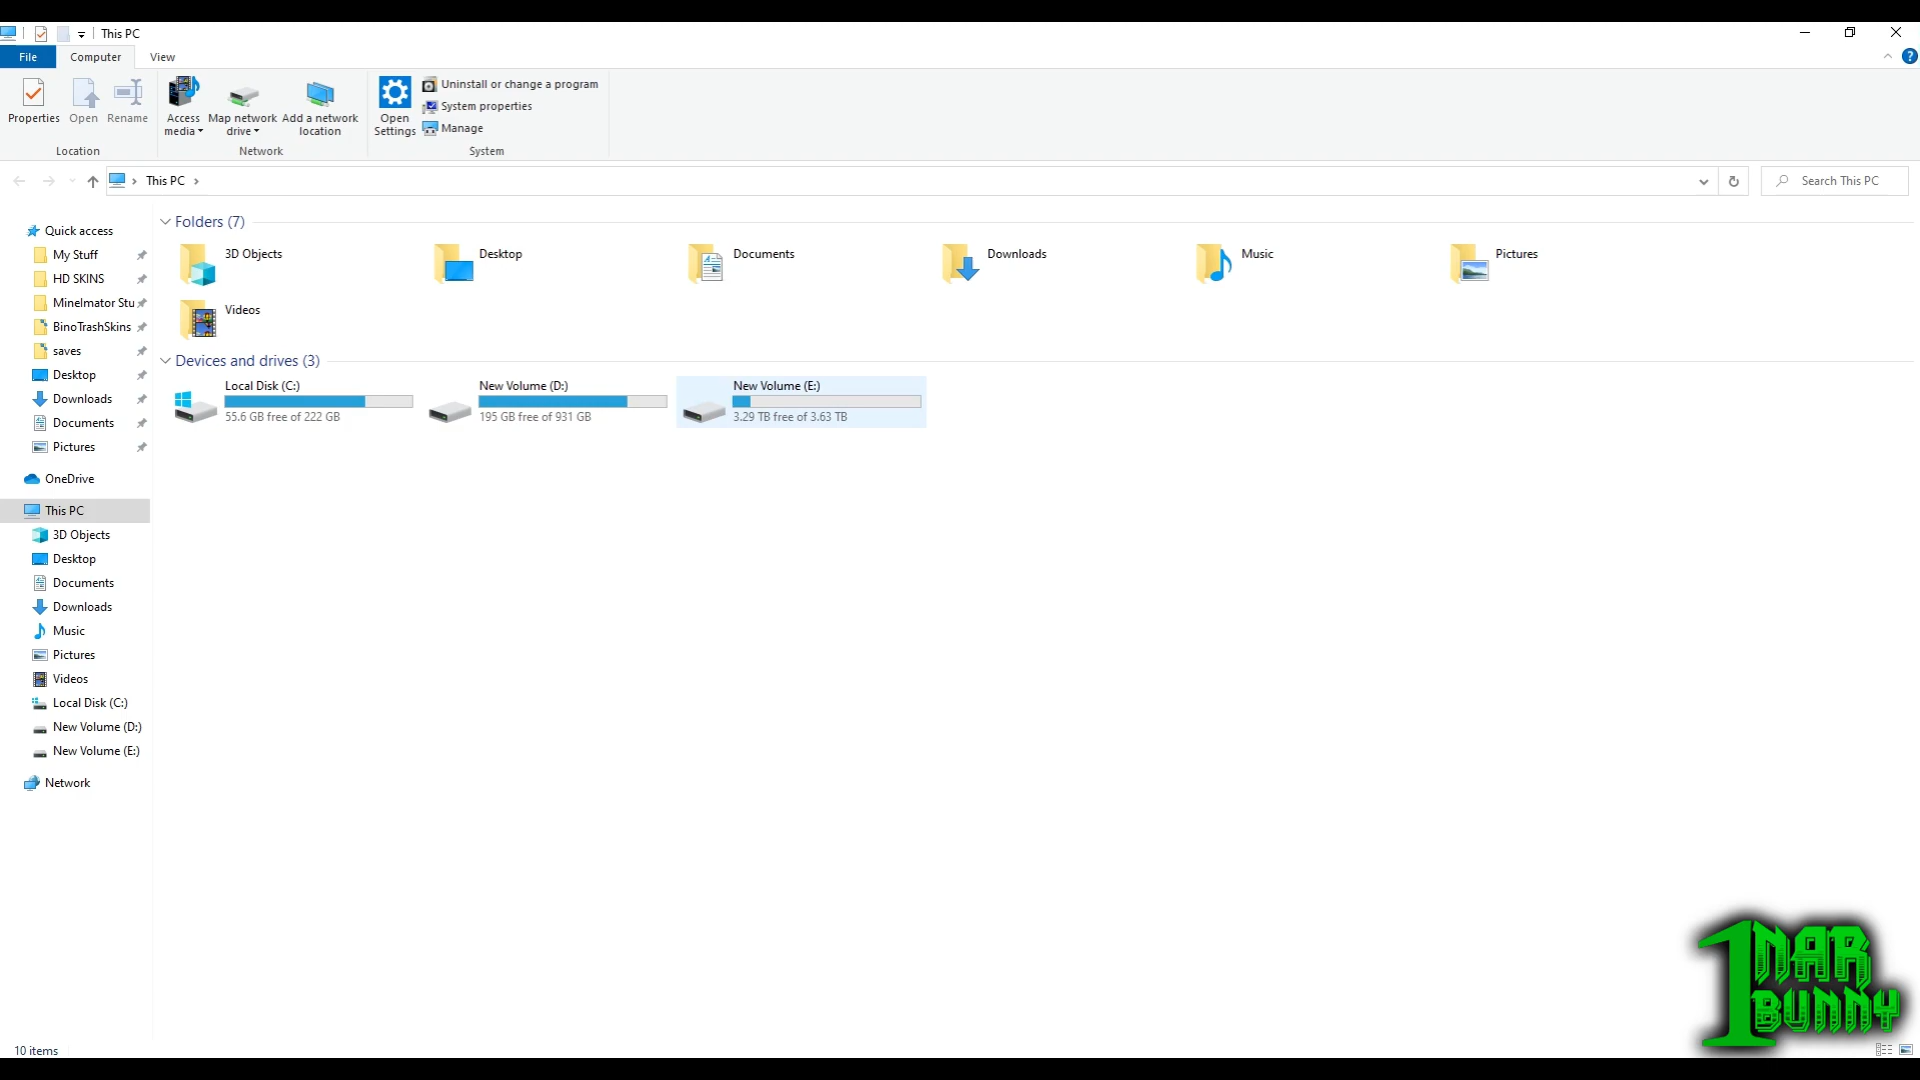 This PC
File Computer View
Properties Open Rename Access media Map network drive Add a network location Open Settings
Uninstall or change a program
System properties
Manage
Location Network System
This PC
Search This PC
Quick access
My Stuff
HD SKINS
MineImator Stu
BinoTrashSkins
saves
Desktop
Downloads
Documents
Pictures
OneDrive
This PC
3D Objects
Desktop
Documents
Downloads
Music
Pictures
Videos
Local Disk (C:)
New Volume (D:)
New Volume (E:)
Network
Folders (7)
3D Objects Desktop Documents Downloads Music Pictures
Videos
Devices and drives (3)
Local Disk (C:)
55.6 GB free of 222 GB
New Volume (D:)
195 GB free of 931 GB
New Volume (E:)
3.29 TB free of 3.63 TB
10 items
1NAR
BUNNY